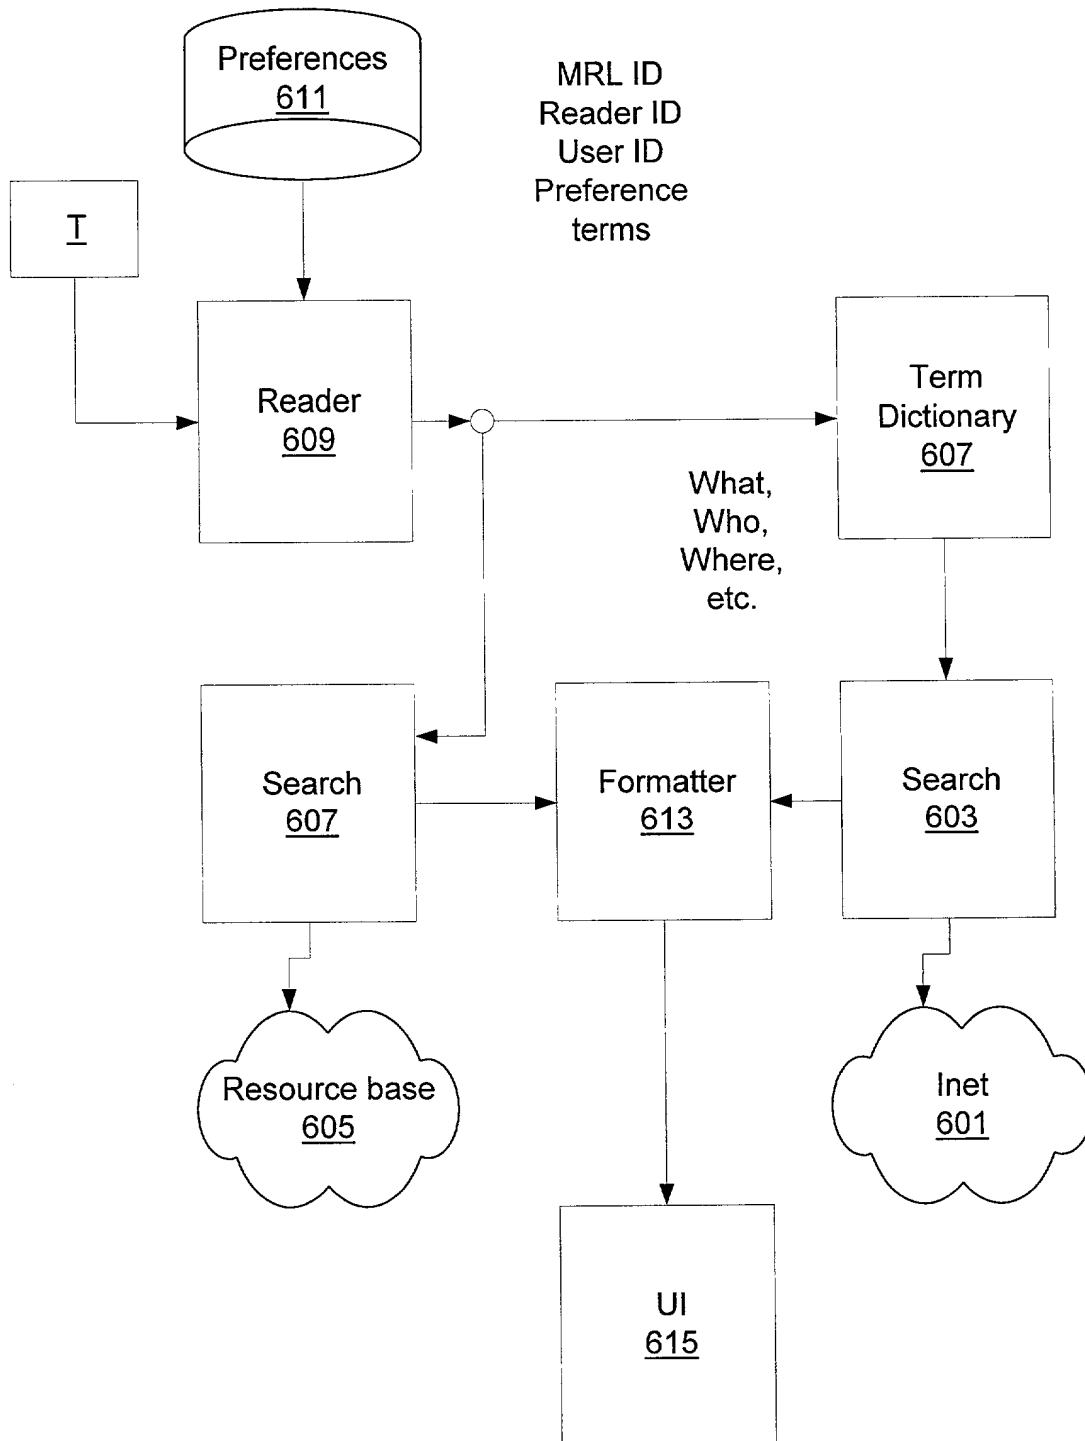 Preferences
611
MRL ID
Reader ID
User ID
Preference
terms
T
Reader
609
Term
Dictionary
607
What,
Who,
Where,
etc.
Search
607
Formatter
613
Search
603
Resource base
605
Inet
601
UI
615